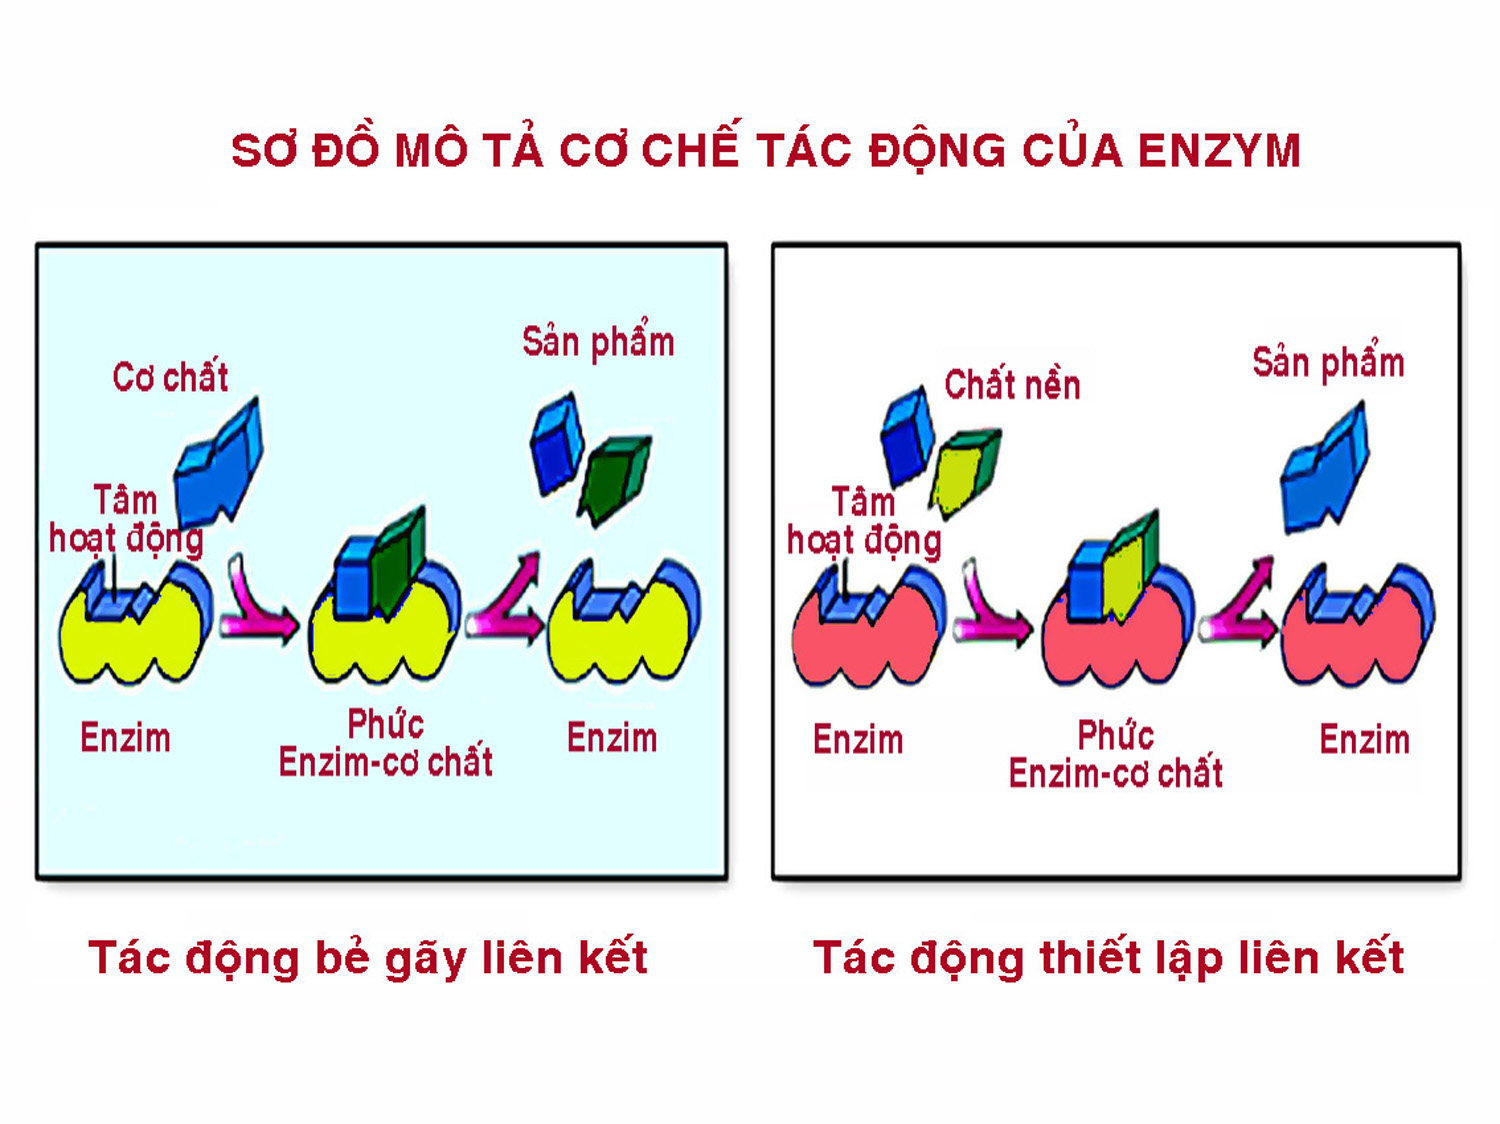 SƠ ĐỒ MÔ TẢ CƠ CHẾ TÁC ĐỘNG CỦA ENZYM
Cơ chất
Sản phẩm
Tâm
hoạt động
Enzim
Phức
Enzim-cơ chất
Enzim
Tác động bẻ gãy liên kết
Chất nền
Sản phẩm
Tâm
hoạt động
Enzim
Phức
Enzim-cơ chất
Enzim
Tác động thiết lập liên kết